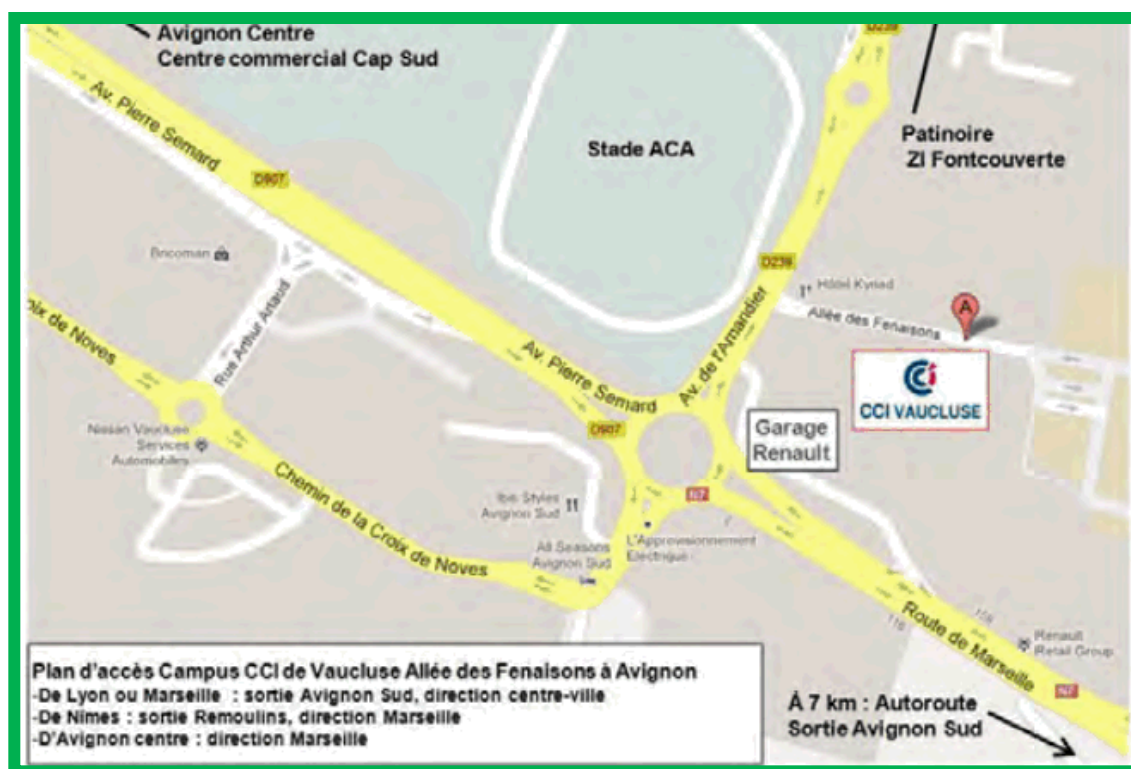 Avignon Centre
Centre commercial Cap Sud
D239
Av. Pierre Semard
Stade ACA
Patinoire
ZI Fontcouverte
D907
Bricoman
D239
Hôtel Kyriad
Allée des Fenaisons
A
Rue Arthur Artaud
oix de Noves
Av. Pierre Semard
Av. de l'Amandier
CCI
CCI VAUCLUSE
D907
Garage
Renault
Nissan Vaucluse
Services
Automobiles
Chemin de la Croix de Noves
N7
Ibis Styles
Avignon Sud
L'Approvisionnement
Electrique
All Seasons
Avignon Sud
Route de Marseille
116
116
Renault
Retail Group
N7
Plan d'accès Campus CCI de Vaucluse Allée des Fenaisons à Avignon
-De Lyon ou Marseille : sortie Avignon Sud, direction centre-ville
-De Nîmes : sortie Remoulins, direction Marseille
-D'Avignon centre : direction Marseille
À 7 km : Autoroute
Sortie Avignon Sud